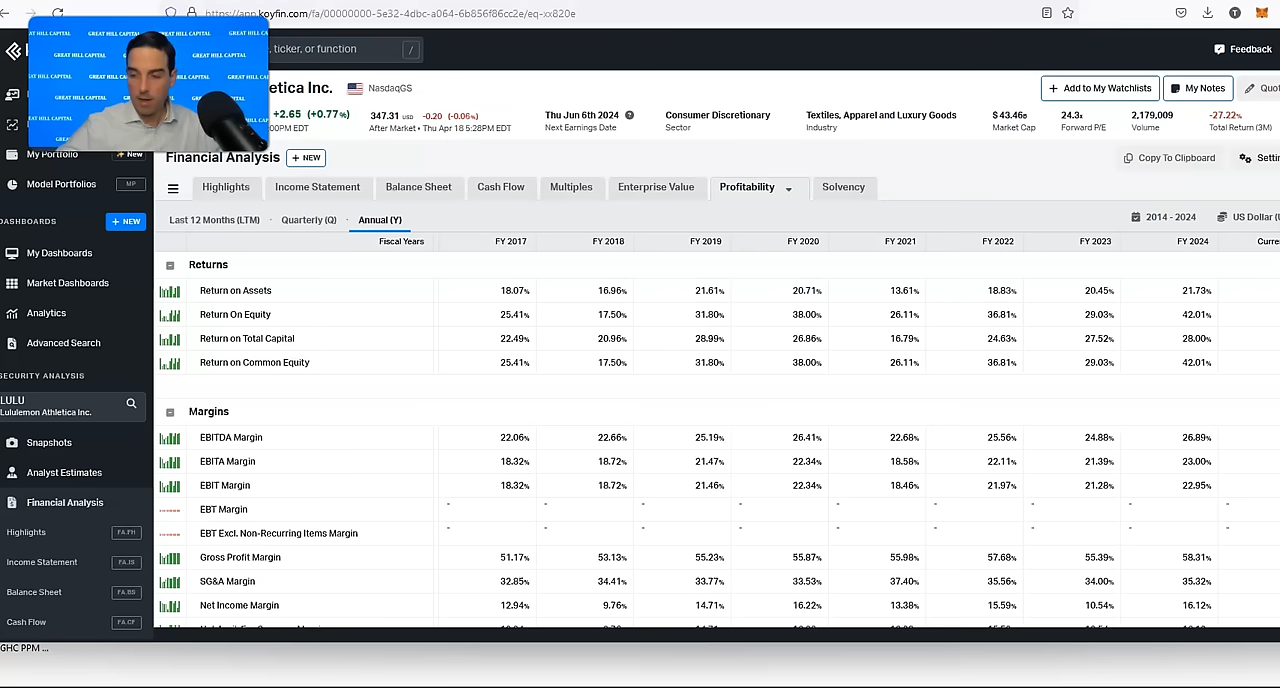 https://app.koyfin.com/fa/00000000-5e32-4dbc-a064-6b856f86cc2e/eq-xx820e
GREAT HILL CAPITAL
, ticker, or function /
Feedback
etica Inc. NasdaqGS
+ Add to My Watchlists My Notes Quot
+2.65 (+0.77%) 347.31 USD -0.20 (-0.06%) Thu Jun 6th 2024 Consumer Discretionary Textiles, Apparel and Luxury Goods $ 43.46B 24.3x 2,179,009 -27.22%
:00PM EDT After Market • Thu Apr 18 5:28PM EDT Next Earnings Date Sector Industry Market Cap Forward P/E Volume Total Return (3M)
My Portfolio New
Financial Analysis + NEW
Copy To Clipboard Settin
Model Portfolios MP
Highlights Income Statement Balance Sheet Cash Flow Multiples Enterprise Value Profitability Solvency
DASHBOARDS + NEW
Last 12 Months (LTM) · Quarterly (Q) · Annual (Y) 2014 - 2024 US Dollar (U
Fiscal Years FY 2017 FY 2018 FY 2019 FY 2020 FY 2021 FY 2022 FY 2023 FY 2024 Curre
My Dashboards
Market Dashboards
Analytics
Advanced Search
SECURITY ANALYSIS
LULU
Lululemon Athletica Inc.
Snapshots
Analyst Estimates
Financial Analysis
Highlights FA.FH
Income Statement FA.IS
Balance Sheet FA.BS
Cash Flow FA.CF
Returns
Return on Assets 18.07% 16.96% 21.61% 20.71% 13.61% 18.83% 20.45% 21.73%
Return On Equity 25.41% 17.50% 31.80% 38.00% 26.11% 36.81% 29.03% 42.01%
Return on Total Capital 22.49% 20.96% 28.99% 26.86% 16.79% 24.63% 27.52% 28.00%
Return on Common Equity 25.41% 17.50% 31.80% 38.00% 26.11% 36.81% 29.03% 42.01%
Margins
EBITDA Margin 22.06% 22.66% 25.19% 26.41% 22.68% 25.56% 24.88% 26.89%
EBITA Margin 18.32% 18.72% 21.47% 22.34% 18.58% 22.11% 21.39% 23.00%
EBIT Margin 18.32% 18.72% 21.46% 22.34% 18.46% 21.97% 21.28% 22.95%
EBT Margin - - - - - - - - -
EBT Excl. Non-Recurring Items Margin - - - - - - - - -
Gross Profit Margin 51.17% 53.13% 55.23% 55.87% 55.98% 57.68% 55.39% 58.31%
SG&A Margin 32.85% 34.41% 33.77% 33.53% 37.40% 35.56% 34.00% 35.32%
Net Income Margin 12.94% 9.76% 14.71% 16.22% 13.38% 15.59% 10.54% 16.12%
GHC PPM ...